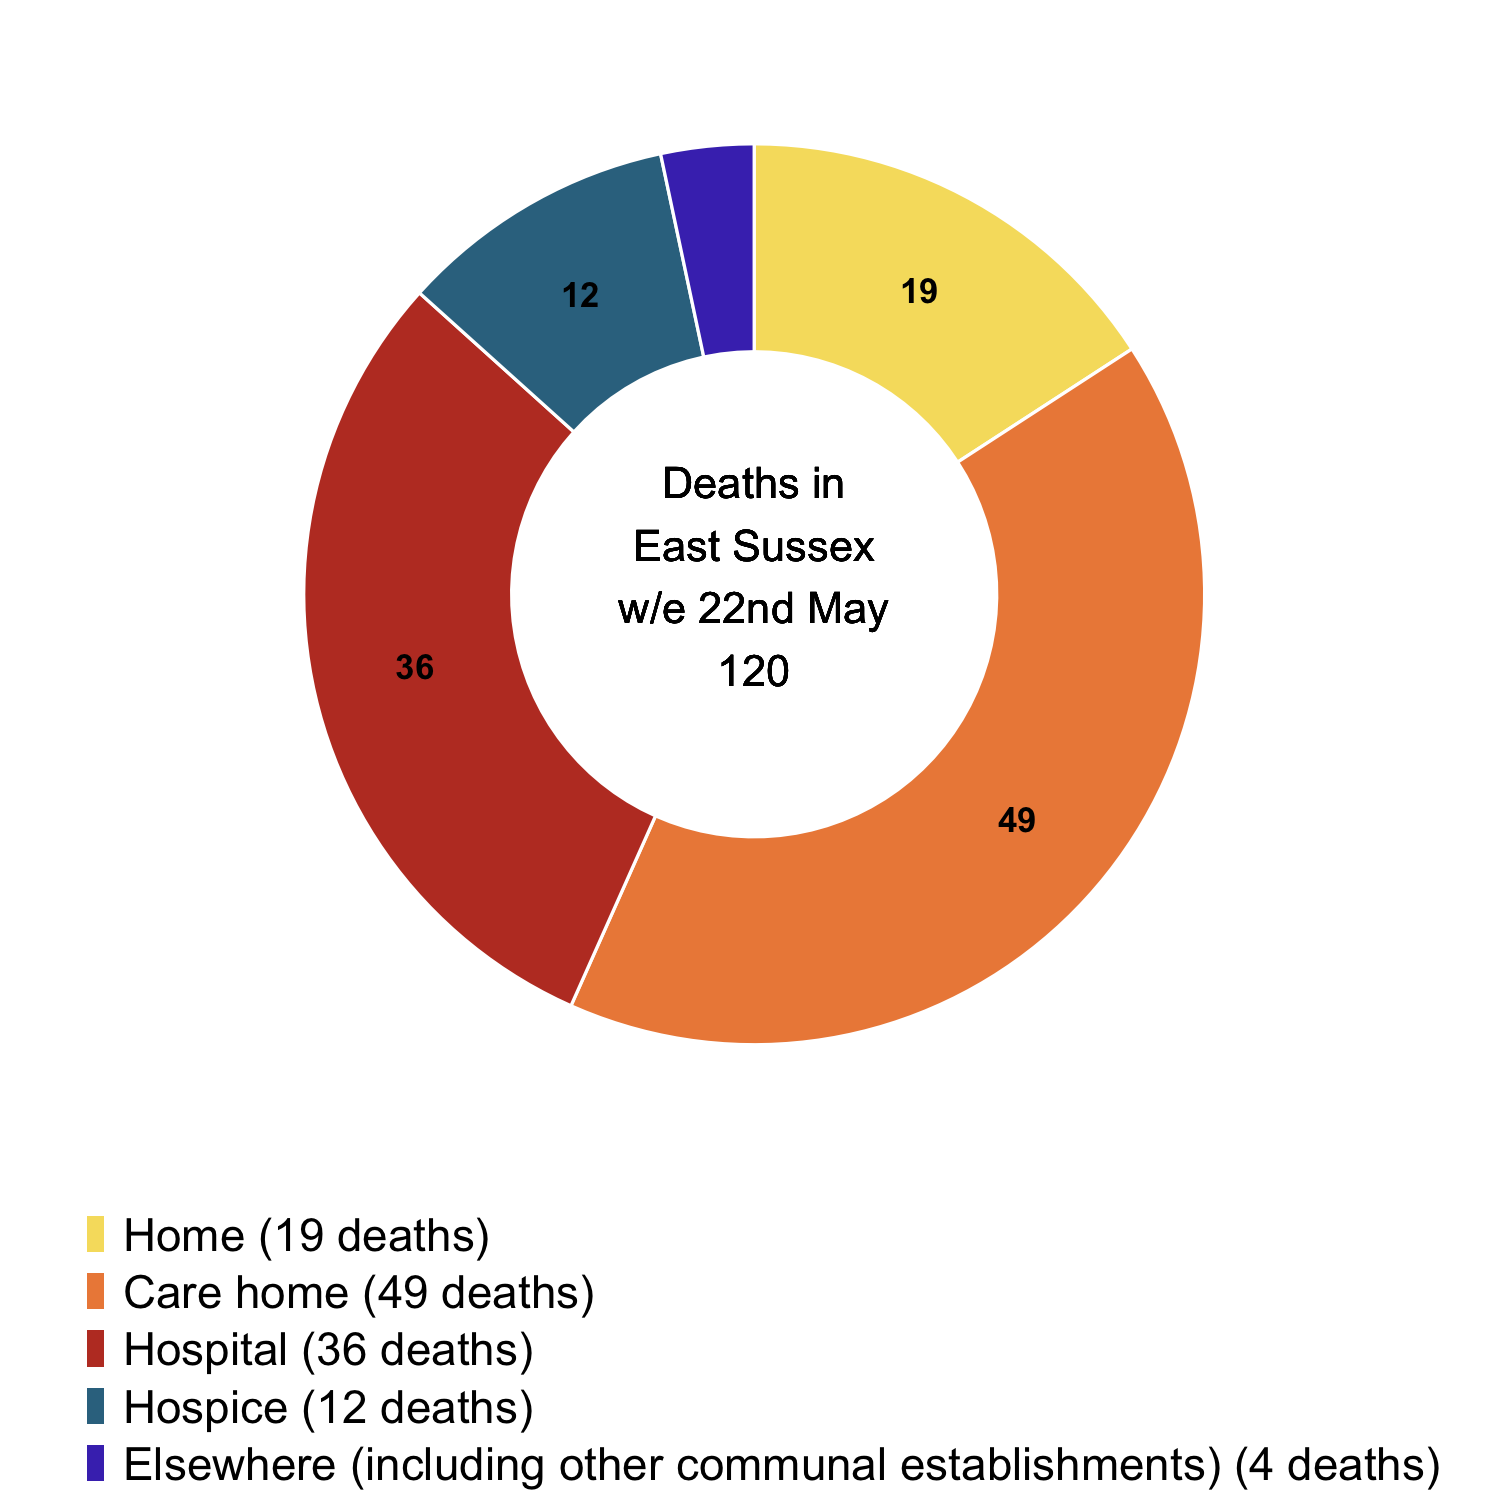 12
19
Deaths in
East Sussex
w/e 22nd May
120
36
49
Home (19 deaths)
Care home (49 deaths)
Hospital (36 deaths)
Hospice (12 deaths)
Elsewhere (including other communal establishments) (4 deaths)